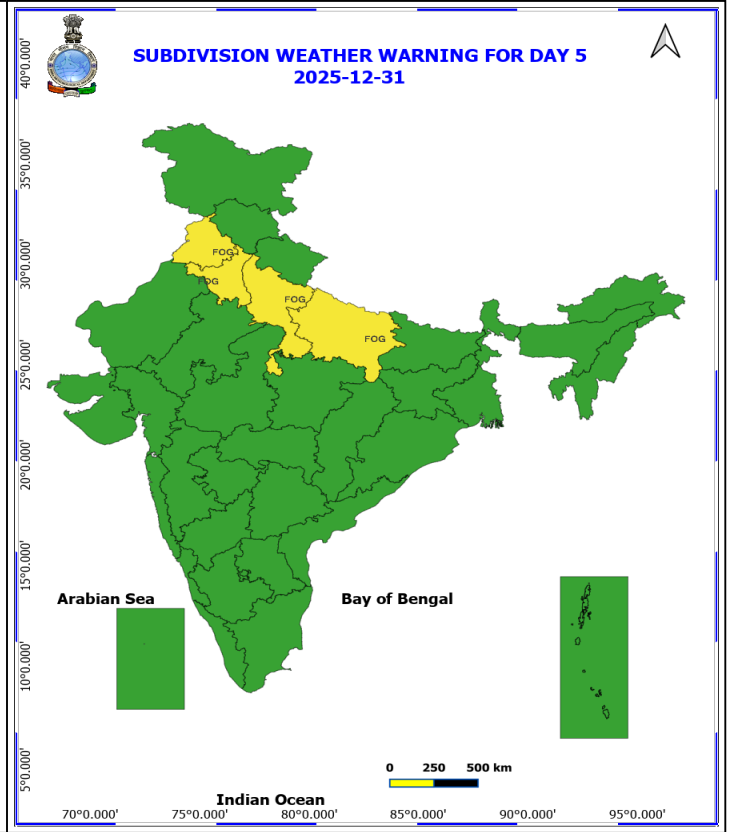 SUBDIVISION WEATHER WARNING FOR DAY 5
2025-12-31
40°0.000'
35°0.000'
30°0.000'
25°0.000'
20°0.000'
15°0.000'
10°0.000'
5°0.000'
FOG
FOG
FOG
FOG
Arabian Sea
Bay of Bengal
0 250 500 km
Indian Ocean
70°0.000' 75°0.000' 80°0.000' 85°0.000' 90°0.000' 95°0.000'